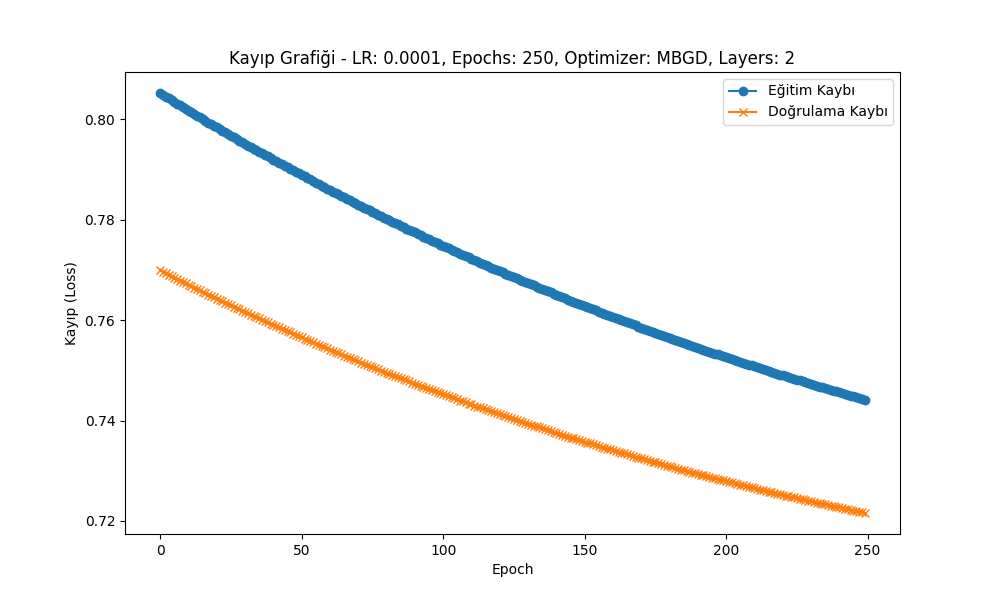 Kayıp Grafiği - LR: 0.0001, Epochs: 250, Optimizer: MBGD, Layers: 2
Eğitim Kaybı
Doğrulama Kaybı
Kayıp (Loss)
0.80
0.78
0.76
0.74
0.72
0
50
100
150
200
250
Epoch